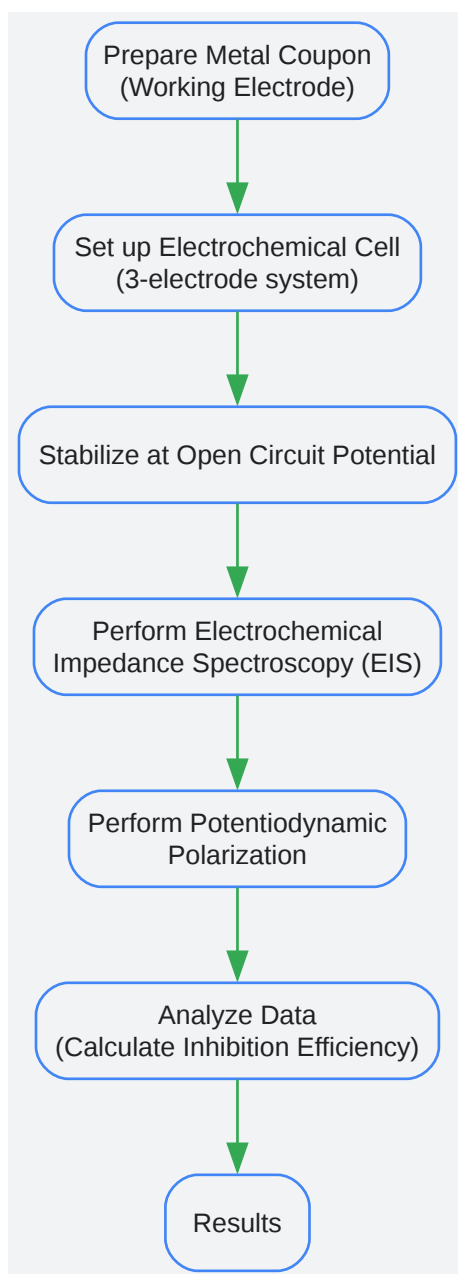 Prepare Metal Coupon
(Working Electrode)
Set up Electrochemical Cell
(3-electrode system)
Stabilize at Open Circuit Potential
Perform Electrochemical
Impedance Spectroscopy (EIS)
Perform Potentiodynamic
Polarization
Analyze Data
(Calculate Inhibition Efficiency)
Results